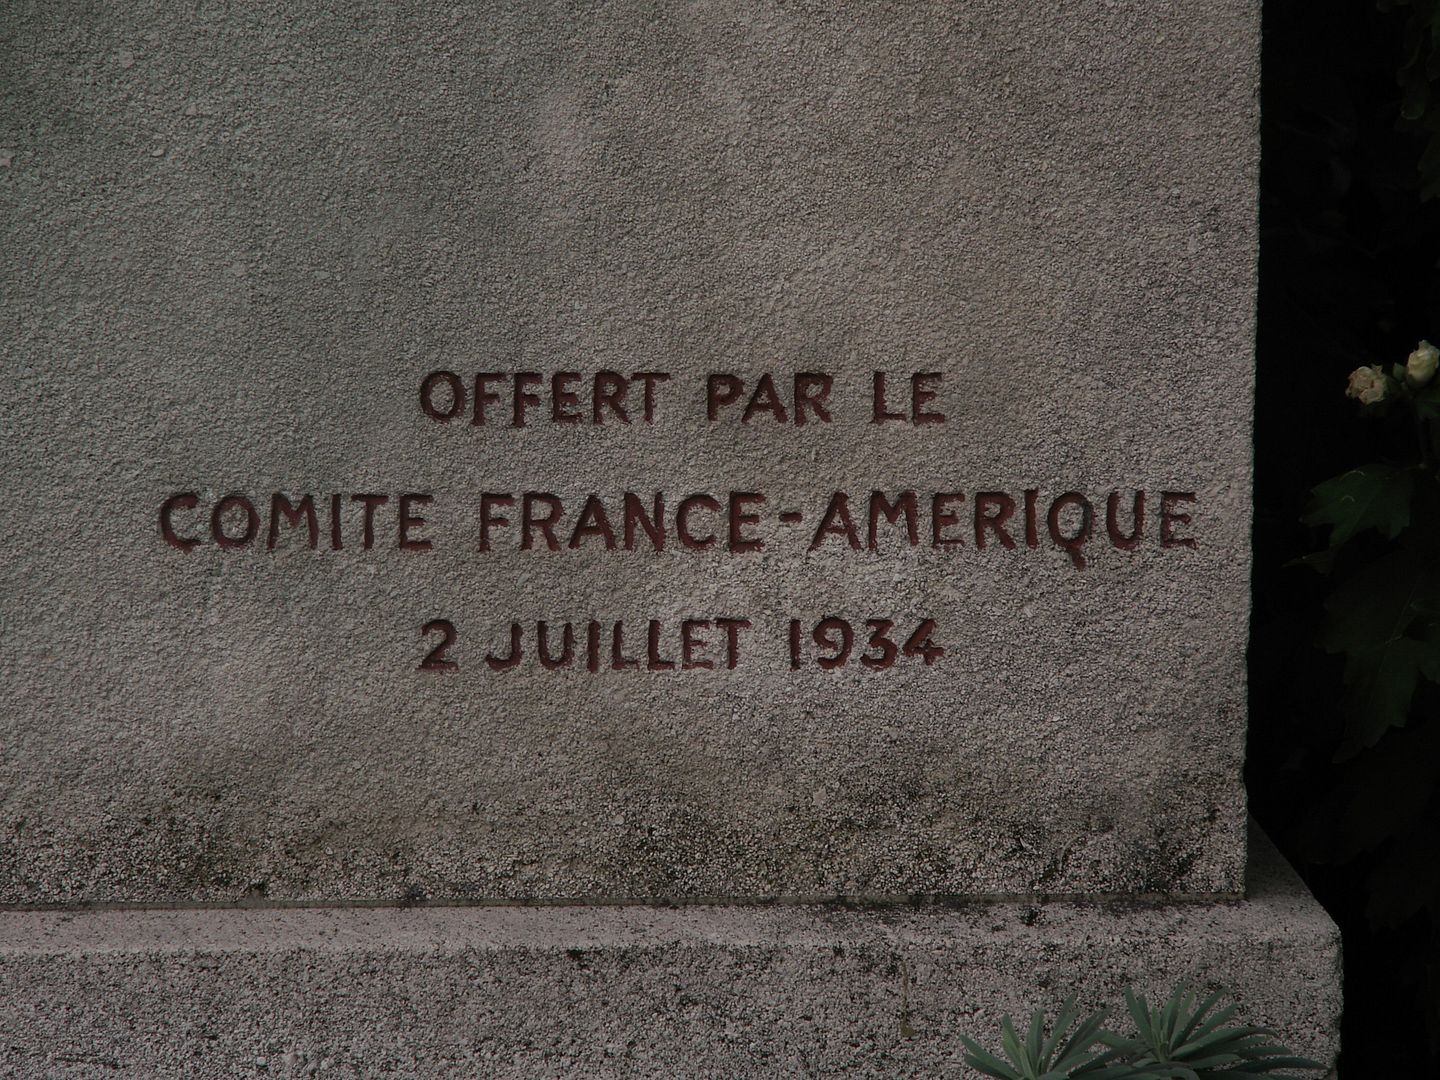 OFFERT PAR LE
COMITE FRANCE-AMERIQUE
2 JUILLET 1934